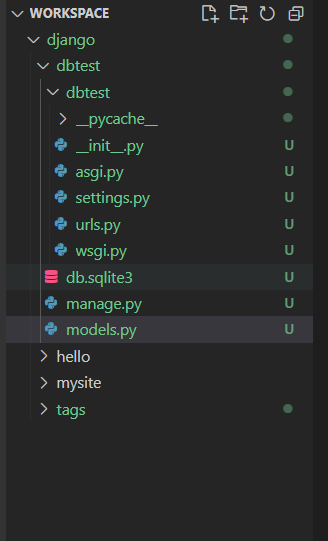 WORKSPACE
django
dbtest
dbtest
__pycache__
__init__.py U
asgi.py U
settings.py U
urls.py U
wsgi.py U
db.sqlite3 U
manage.py U
models.py U
hello
mysite
tags